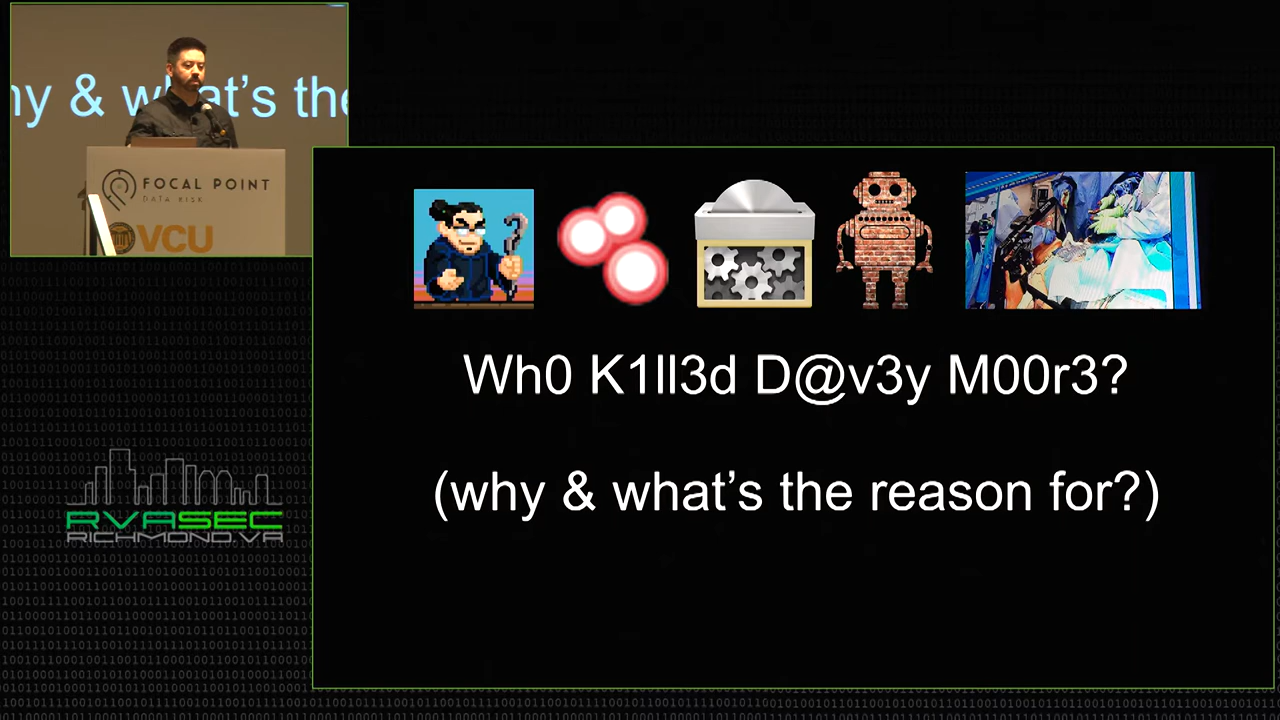 ny & what's the
FOCAL POINT
DATA RISK
VCU
Wh0 K1ll3d D@v3y M00r3?
(why & what's the reason for?)
RVASEC
RICHMOND VA